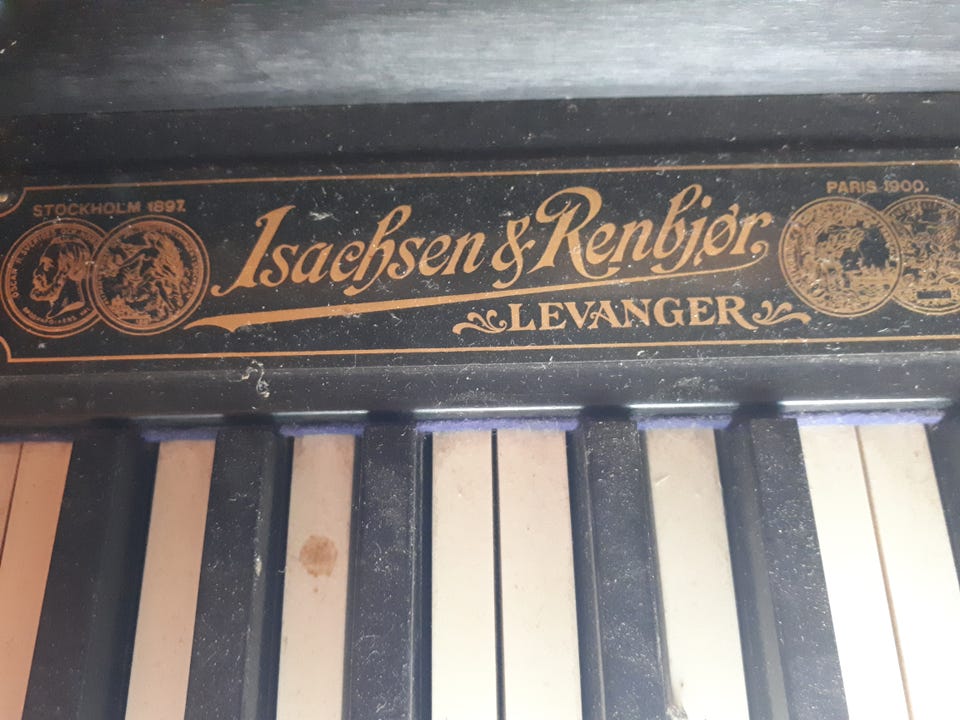 STOCKHOLM 1897.
PARIS 1900.
Isachsen & Renbjør,
LEVANGER